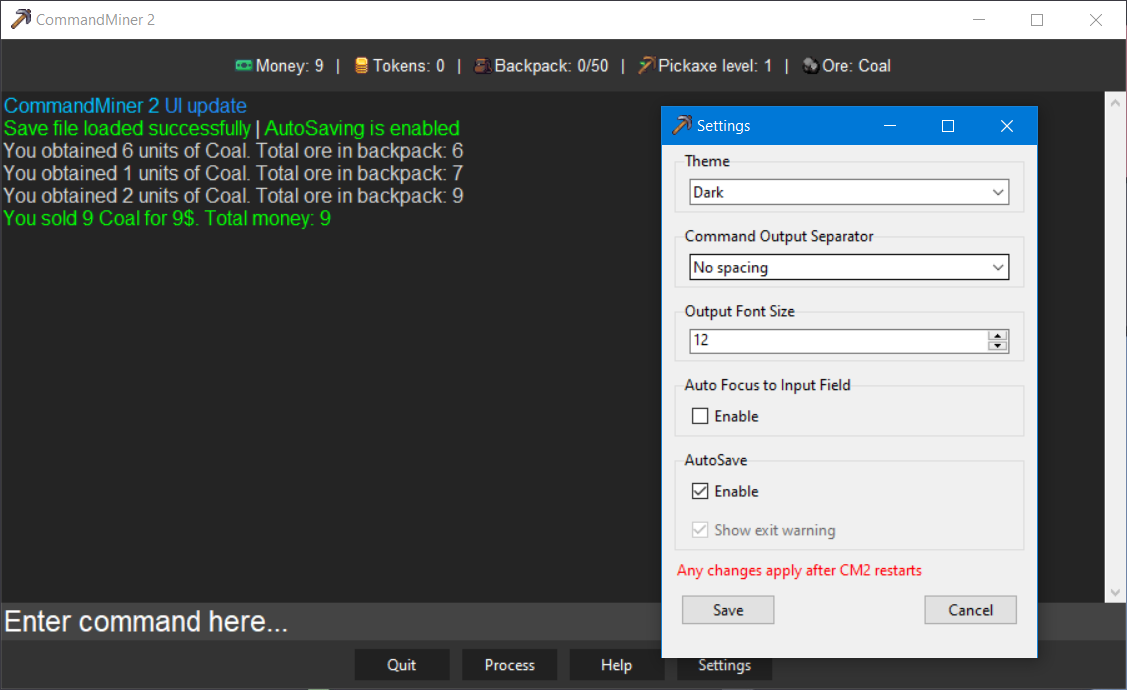 CommandMiner 2
Money: 9 | Tokens: 0 | Backpack: 0/50 | Pickaxe level: 1 | Ore: Coal
CommandMiner 2 UI update
Save file loaded successfully | AutoSaving is enabled
You obtained 6 units of Coal. Total ore in backpack: 6
You obtained 1 units of Coal. Total ore in backpack: 7
You obtained 2 units of Coal. Total ore in backpack: 9
You sold 9 Coal for 9$. Total money: 9
Enter command here...
Quit Process Help Settings
Settings
Theme
Dark
Command Output Separator
No spacing
Output Font Size
12
Auto Focus to Input Field
Enable
AutoSave
Enable
Show exit warning
Any changes apply after CM2 restarts
Save Cancel